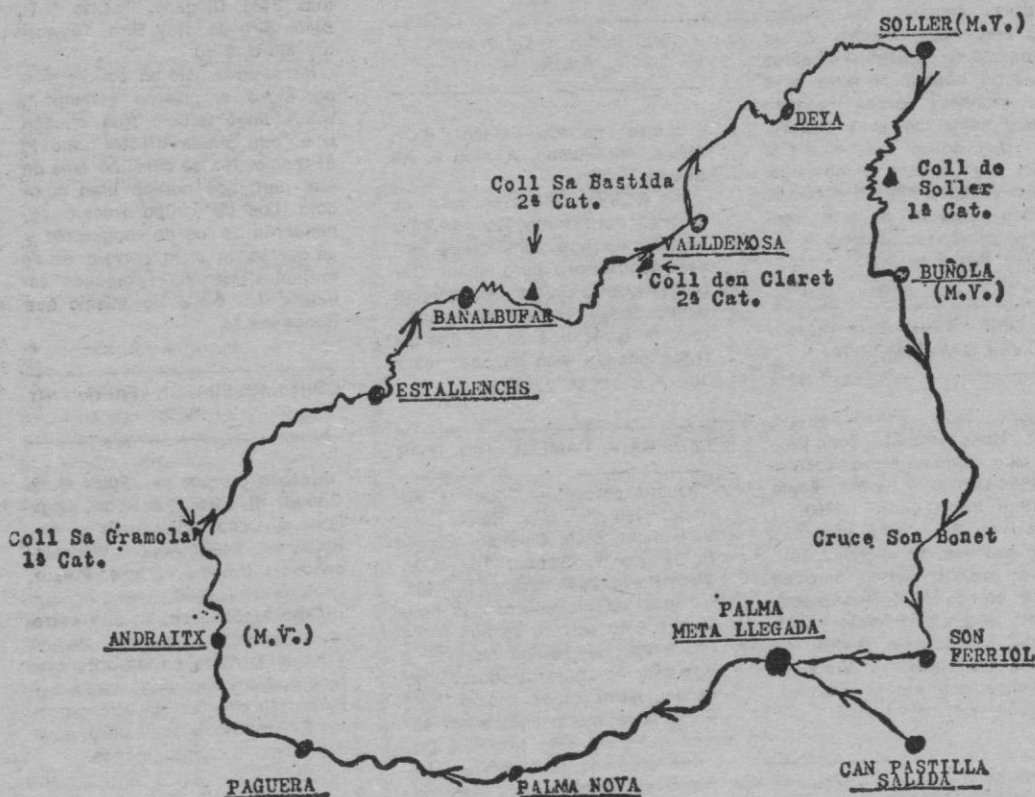 SOLLER (M.V.)
DEYA
Coll Sa Bastida
2ª Cat.
Coll de
Soller
1ª Cat.
VALLDEMOSA
Coll den Claret
2ª Cat.
BUÑOLA
(M.V.)
BAÑALBUFAR
ESTALLENCHS
Coll Sa Gramola
1ª Cat.
Cruce Son Bonet
ANDRAITX (M.V.)
PALMA
META LLEGADA
SON
FERRIOL
PAGUERA
PALMA NOVA
CAN PASTILLA
SALIDA